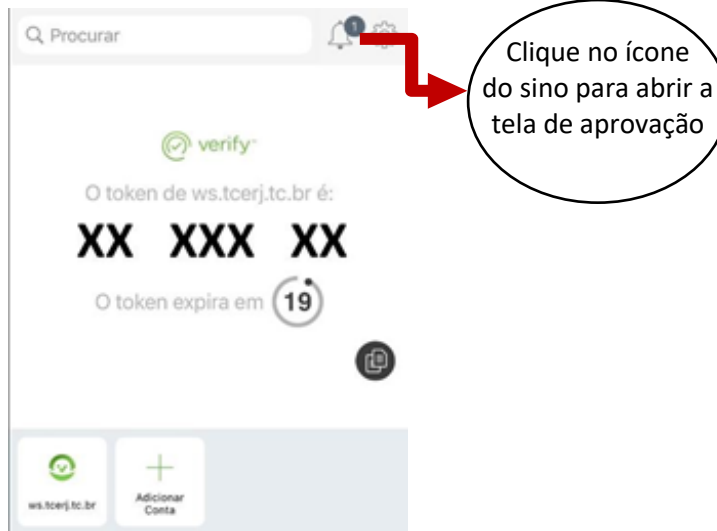 Procurar
1
Clique no ícone
do sino para abrir a
tela de aprovação
verify™
O token de ws.tcerj.tc.br é:
XX XXX XX
O token expira em 19
ws.tcerj.tc.br
Adicionar
Conta